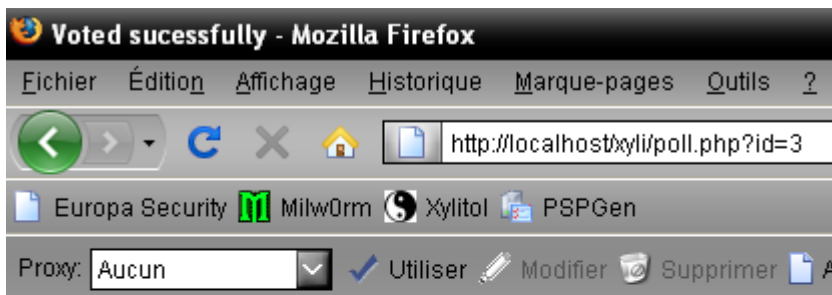 Voted sucessfully - Mozilla Firefox
Fichier Édition Affichage Historique Marque-pages Outils ?
http://localhost/xyli/poll.php?id=3
Europa Security Milw0rm Xylitol PSPGen
Proxy: Aucun Utiliser Modifier Supprimer